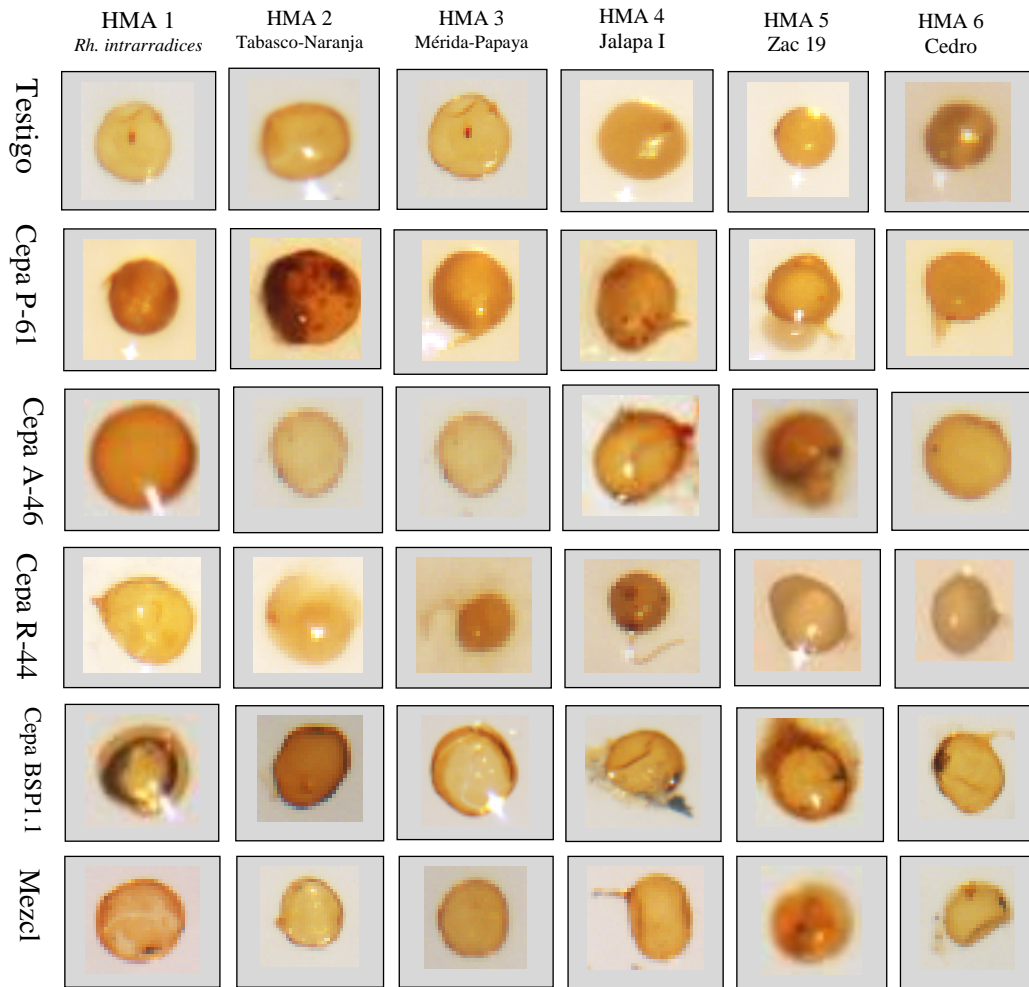 HMA 1
Rh. intrarradices
HMA 2
Tabasco-Naranja
HMA 3
Mérida-Papaya
HMA 4
Jalapa I
HMA 5
Zac 19
HMA 6
Cedro
Testigo
Cepa P-61
Cepa A-46
Cepa R-44
Cepa BSP1.1
Mezcl